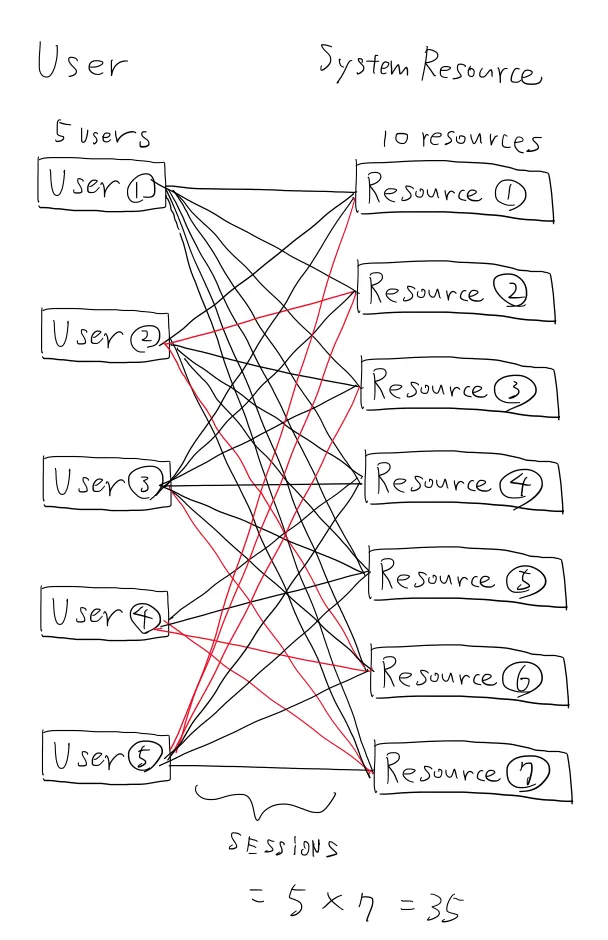 User System Resource
5 users 10 resources
User ① Resource ①
Resource ②
User ②
Resource ③
User ③ Resource ④
Resource ⑤
User ④
Resource ⑥
User ⑤ Resource ⑦
SESSIONS
= 5 × 7 = 35